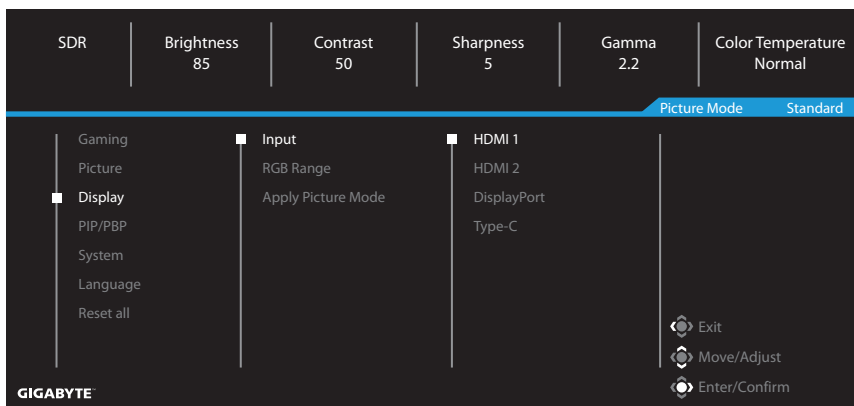 SDR
Brightness
85
Contrast
50
Sharpness
5
Gamma
2.2
Color Temperature
Normal
Picture Mode Standard
Gaming
Picture
Display
PIP/PBP
System
Language
Reset all
Input
RGB Range
Apply Picture Mode
HDMI 1
HDMI 2
DisplayPort
Type-C
Exit
Move/Adjust
Enter/Confirm
GIGABYTE™